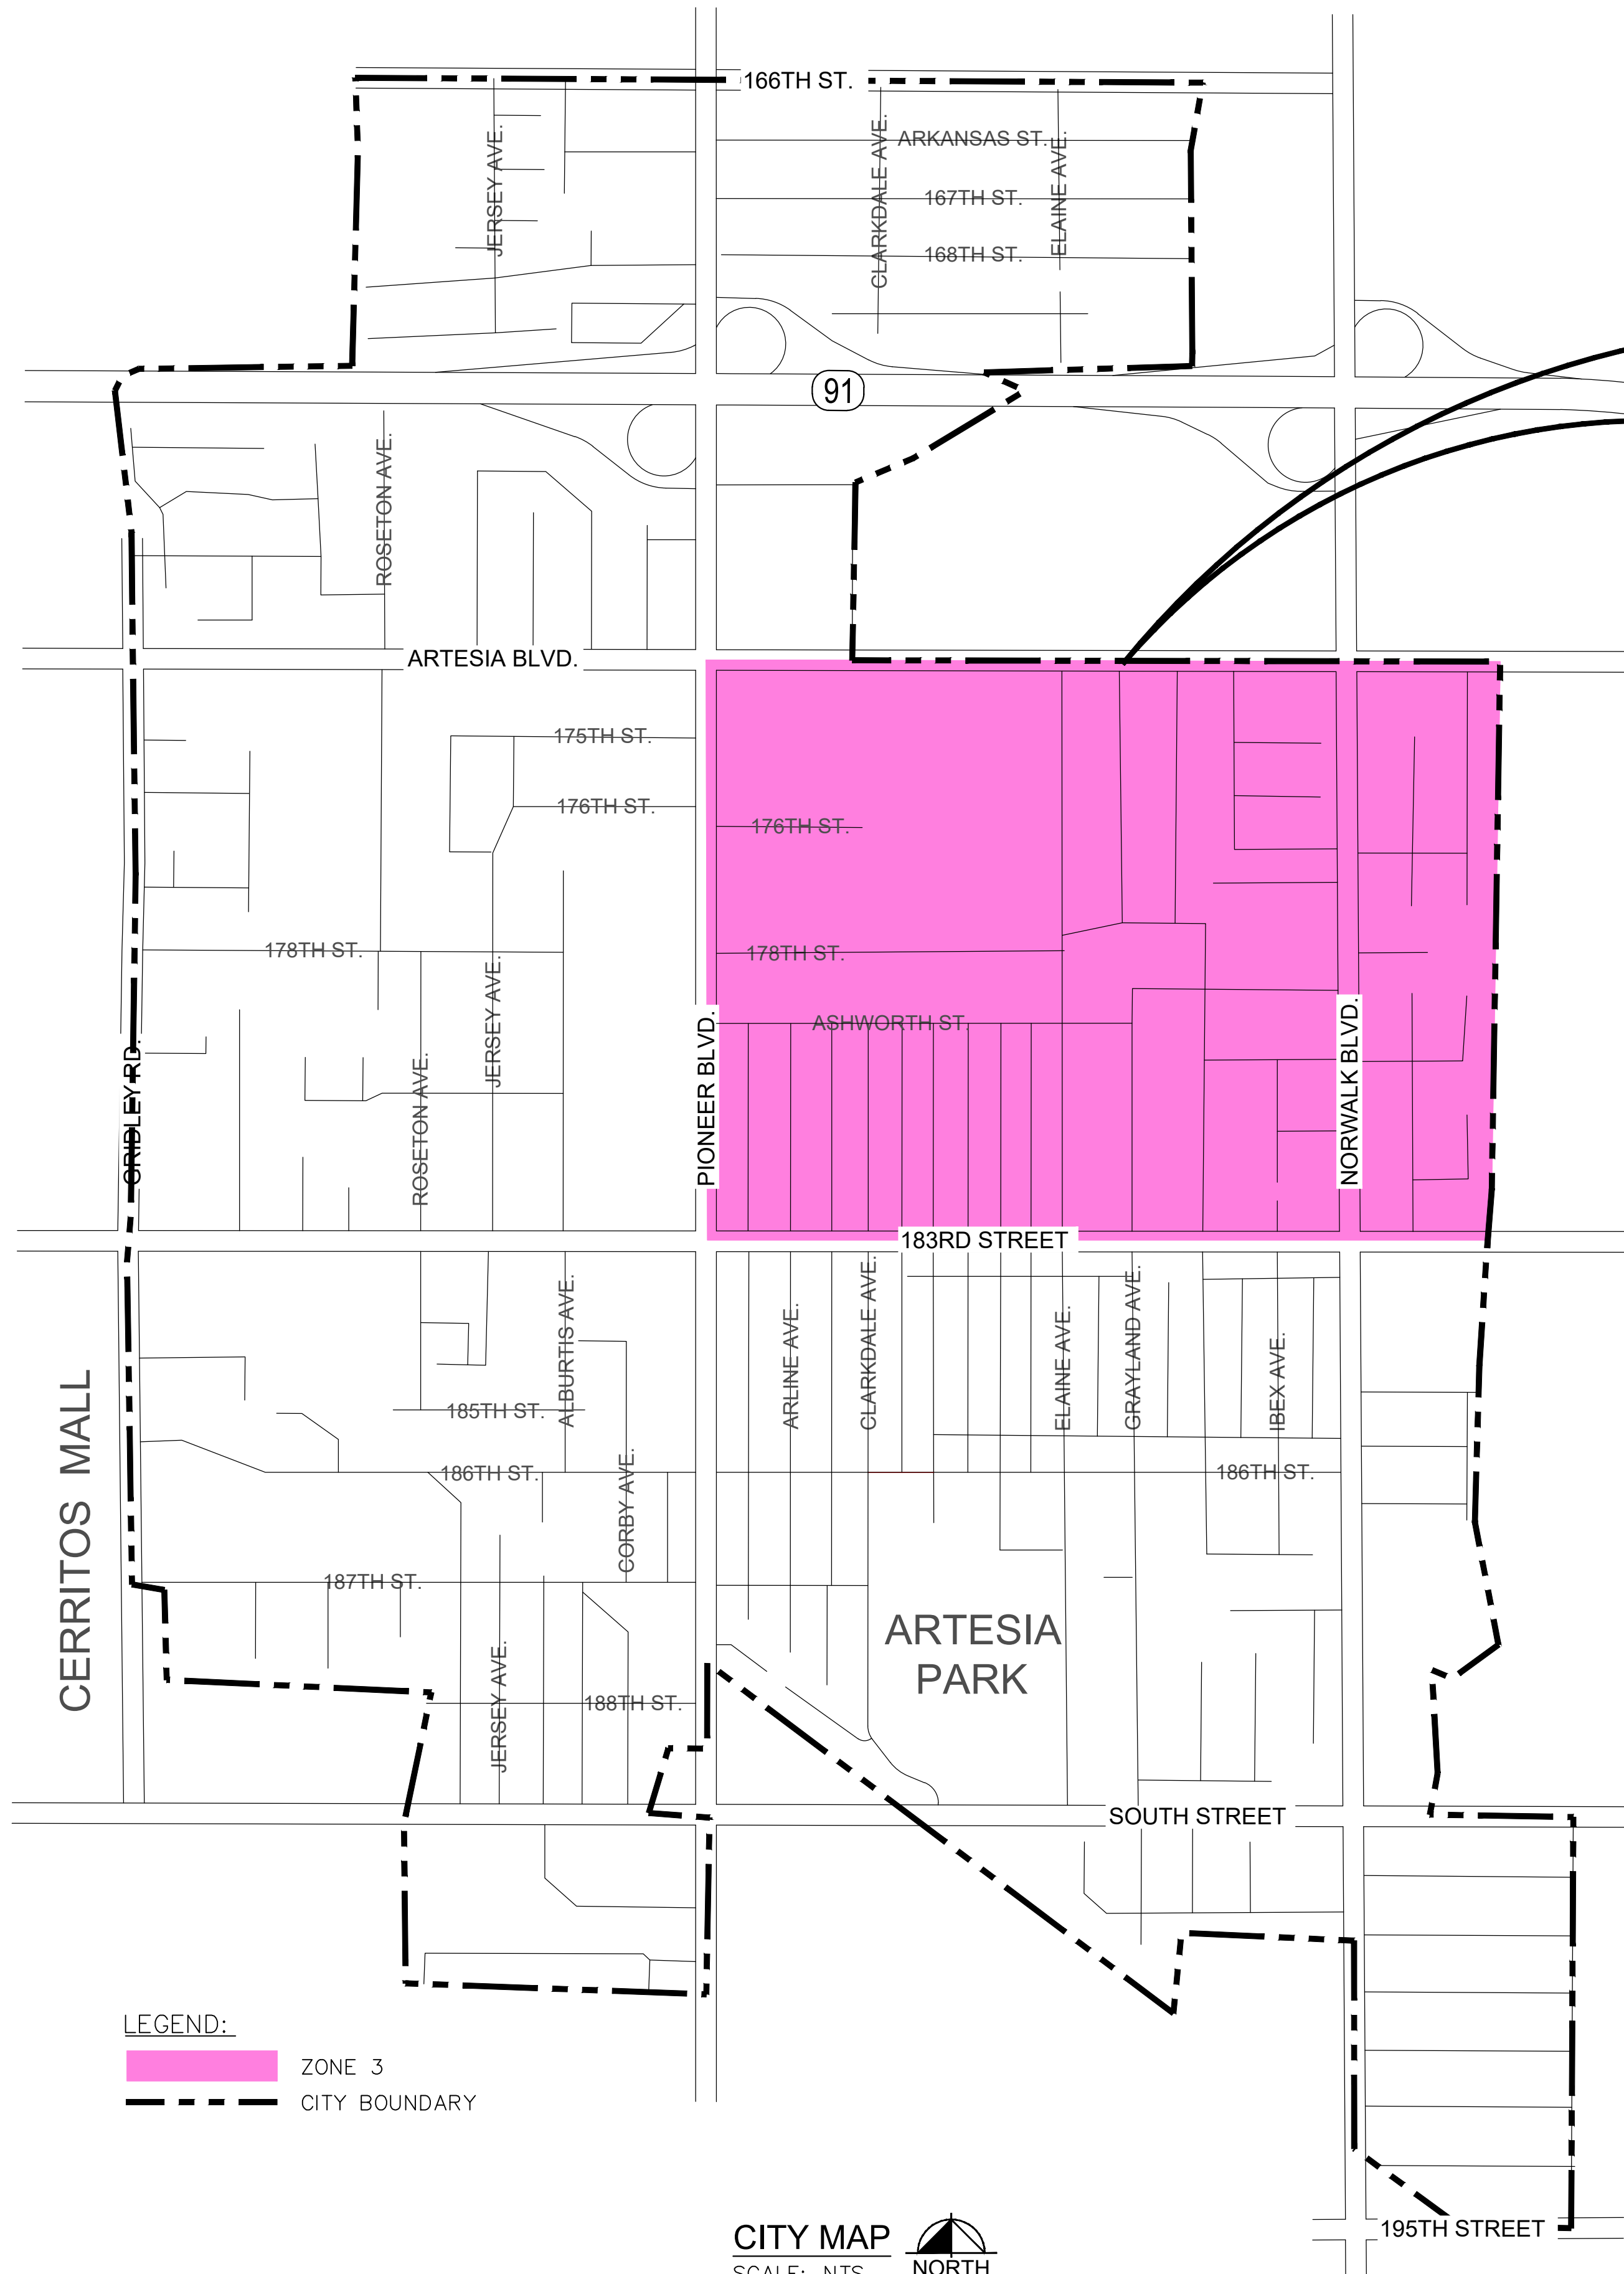 166TH ST.
ARKANSAS ST.
JERSEY AVE.
CLARKDALE AVE.
ELAINE AVE.
167TH ST.
168TH ST.
91
ROSETON AVE.
ARTESIA BLVD.
175TH ST.
176TH ST.
176TH ST.
178TH ST.
178TH ST.
JERSEY AVE.
ASHWORTH ST.
GRIDLEY RD.
ROSETON AVE.
PIONEER BLVD.
NORWALK BLVD.
183RD STREET
ALBURTIS AVE.
ARLINE AVE.
CLARKDALE AVE.
ELAINE AVE.
GRAYLAND AVE.
IBEX AVE.
CERRITOS MALL
185TH ST.
186TH ST.
CORBY AVE.
186TH ST.
187TH ST.
ARTESIA
PARK
JERSEY AVE.
188TH ST.
SOUTH STREET
LEGEND:
ZONE 3
CITY BOUNDARY
195TH STREET
CITY MAP
SCALE: NTS
NORTH